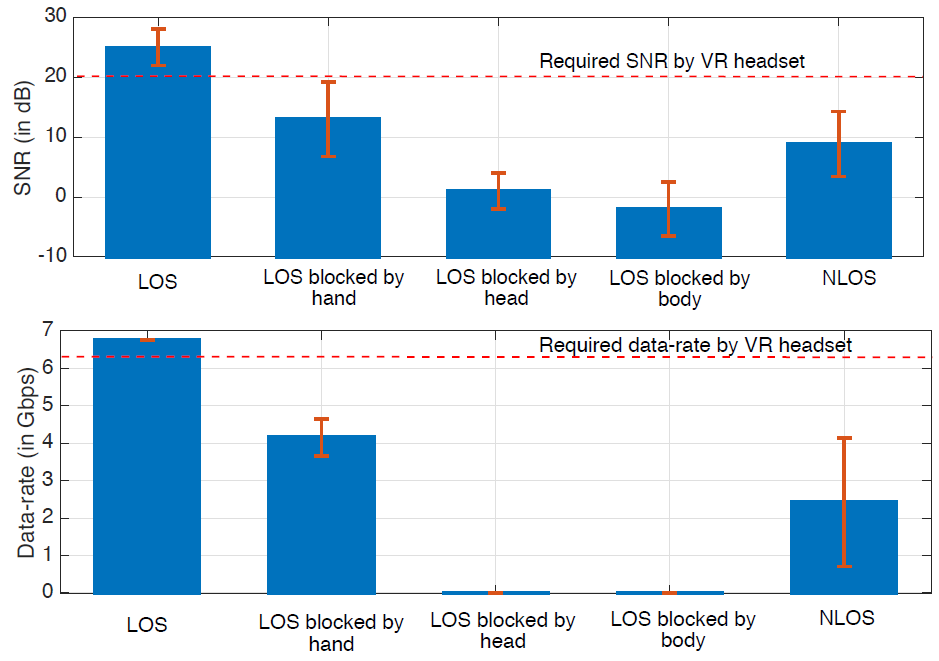 30
20
10
0
-10
SNR (in dB)
Required SNR by VR headset
LOS
LOS blocked by
hand
LOS blocked by
head
LOS blocked by
body
NLOS
7
6
5
4
3
2
1
0
Data-rate (in Gbps)
Required data-rate by VR headset
LOS
LOS blocked by
hand
LOS blocked by
head
LOS blocked by
body
NLOS